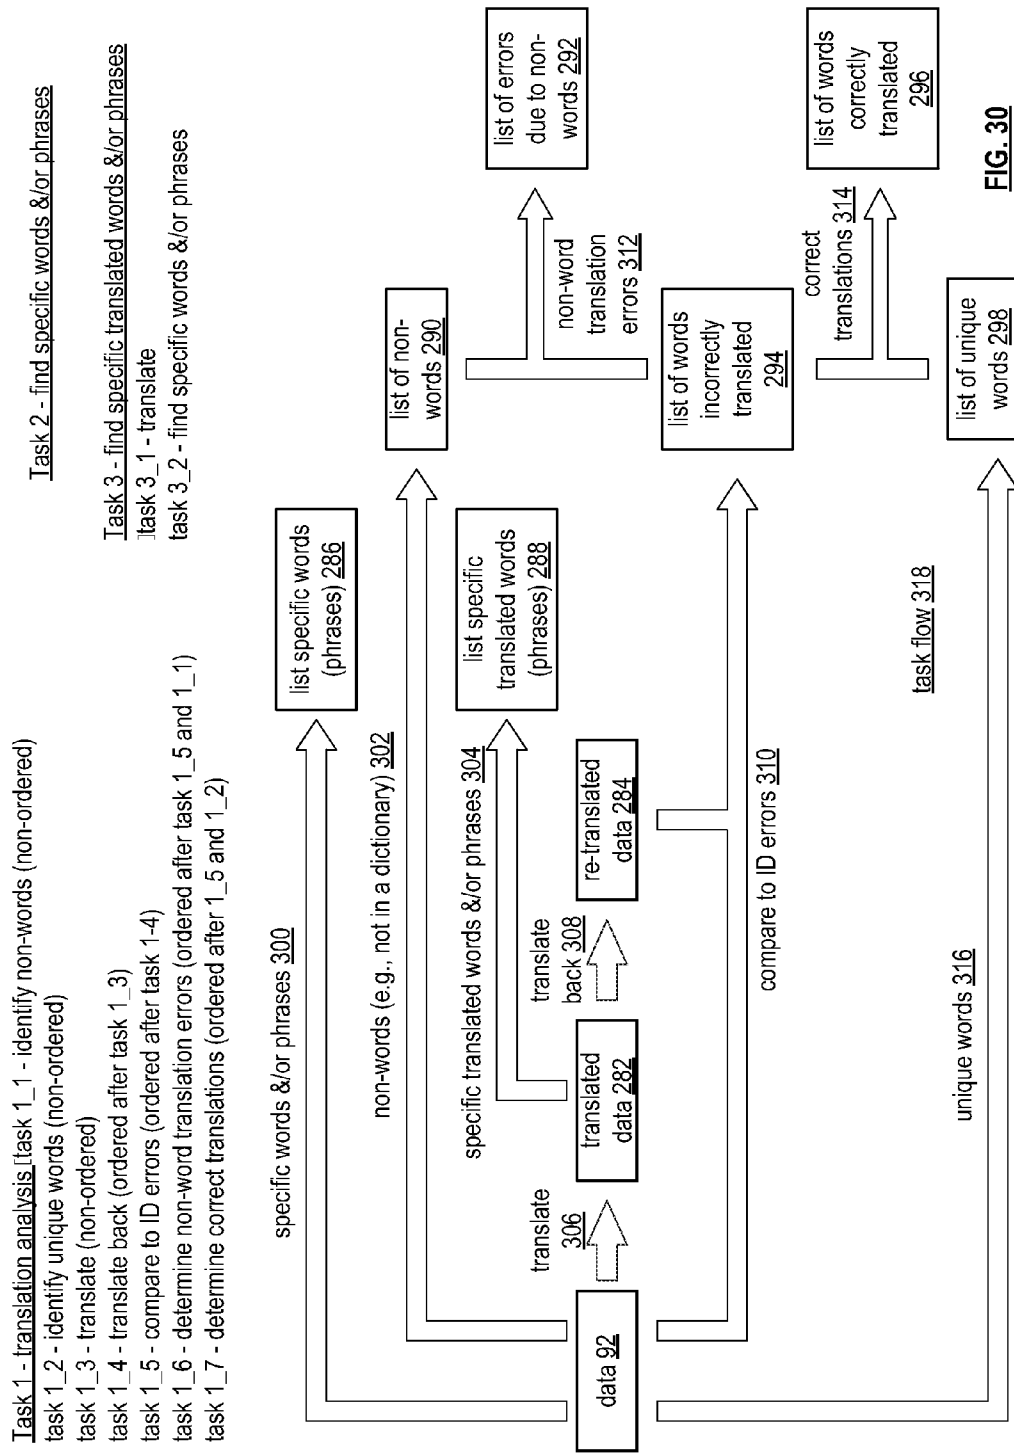 Task 1 - translation analysis
task 1_1 - identify non-words (non-ordered)
task 1_2 - identify unique words (non-ordered)
task 1_3 - translate (non-ordered)
task 1_4 - translate back (ordered after task 1_3)
task 1_5 - compare to ID errors (ordered after task 1-4)
task 1_6 - determine non-word translation errors (ordered after task 1_5 and 1_1)
task 1_7 - determine correct translations (ordered after 1_5 and 1_2)
Task 2 - find specific words &/or phrases
Task 3 - find specific translated words &/or phrases
task 3_1 - translate
task 3_2 - find specific words &/or phrases
specific words &/or phrases 300
list specific words
(phrases) 286
non-words (e.g., not in a dictionary) 302
list of non-
words 290
specific translated words &/or phrases 304
list specific
translated words
(phrases) 288
list of errors
due to non-
words 292
non-word
translation
errors 312
data 92
translate
306
translated
data 282
translate
back 308
re-translated
data 284
compare to ID errors 310
list of words
incorrectly
translated
294
correct
translations 314
list of words
correctly
translated
296
task flow 318
unique words 316
list of unique
words 298
FIG. 30